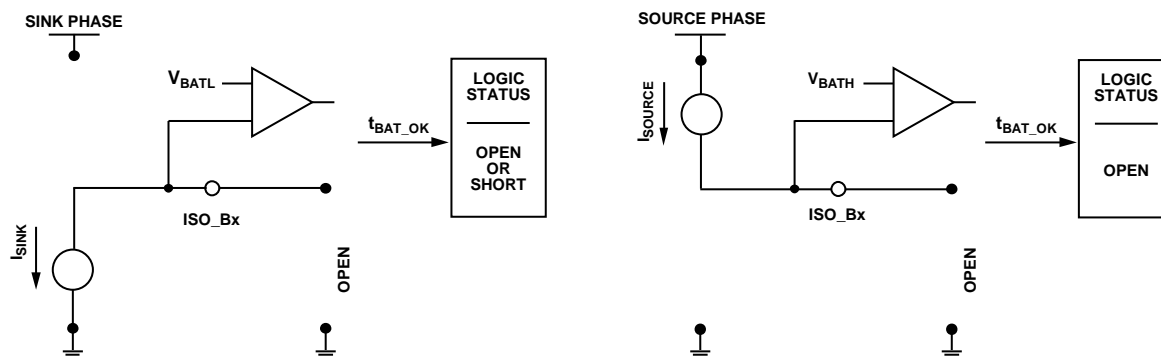 SINK PHASE
V_BATL
t_BAT_OK
LOGIC
STATUS
OPEN
OR
SHORT
ISO_Bx
I_SINK
OPEN
SOURCE PHASE
I_SOURCE
V_BATH
t_BAT_OK
LOGIC
STATUS
OPEN
ISO_Bx
OPEN